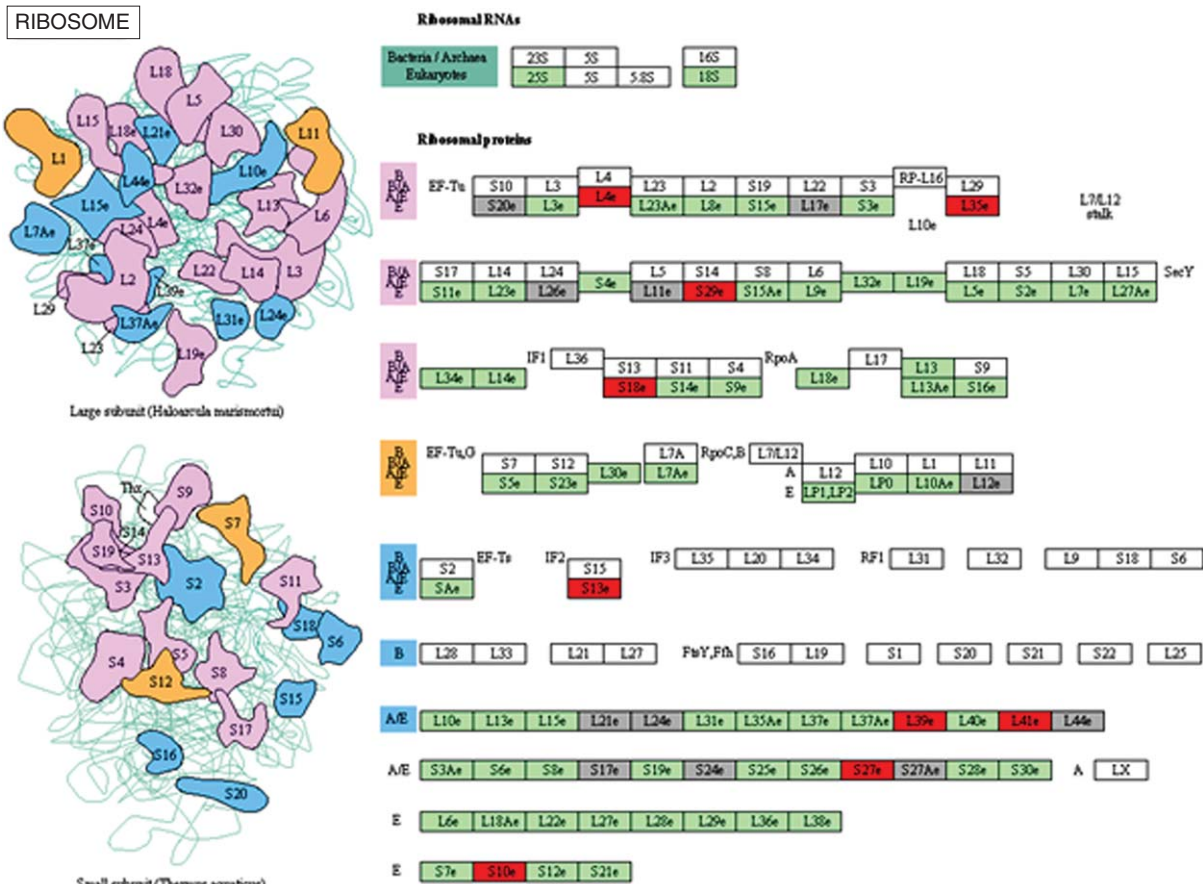 RIBOSOME
Ribosomal RNAs
Bacteria / Archaea
Eukaryotes
23S 5S 16S
25S 5S 5.8S 18S
L18
L5
L15
L18e
L21e
L30
L11
L1
L44e
L10e
L32e
L15e
L13
L6
L7Ae
L24
L4e
L37e
L22
L14
L3
L2
L39e
L29
L37Ae
L31e
L24e
L23
L19e
Large subunit (Haloarcula marismortui)
Ribosomal proteins
B
B/A
A/E
E
EF-Tu S10 L3 L4 L23 L2 S19 L22 S3 RP-L16 L29
S20e L3e L4e L23Ae L8e S15e L17e S3e L10e L35e
L7/L12
stalk
B
B/A
A/E
E
S17 L14 L24 L5 S14 S8 L6 L18 S5 L30 L15 SecY
S11e L23e L26e S4e L11e S29e S15Ae L9e L32e L19e L5e S2e L7e L27Ae
B
B/A
A/E
E
IF1 L36 S13 S11 S4 RpoA L17 L13 S9
L34e L14e S18e S14e S9e L18e L13Ae S16e
B
B/A
A/E
E
EF-Tu,G S7 S12 L7A RpoC,B L7/L12 L10 L1 L11
S5e S23e L30e L7Ae A L12 LP0 L10Ae L12e
E LP1,LP2
Thx
S9
S10
S14
S7
S19
S13
S3
S2
S11
S18
S6
S4
S5
S8
S12
S15
S17
S16
S20
Small subunit (Thermus aquaticus)
B
B/A
A/E
E
S2 EF-Ts IF2 S15 IF3 L35 L20 L34 RF1 L31 L32 L9 S18 S6
SAe S13e
B L28 L33 L21 L27 FtsY,Ffh S16 L19 S1 S20 S21 S22 L25
A/E L10e L13e L15e L21e L24e L31e L35Ae L37e L37Ae L39e L40e L41e L44e
A/E S3Ae S6e S8e S17e S19e S24e S25e S26e S27e S27Ae S28e S30e A LX
E L6e L18Ae L22e L27e L28e L29e L36e L38e
E S7e S10e S12e S21e